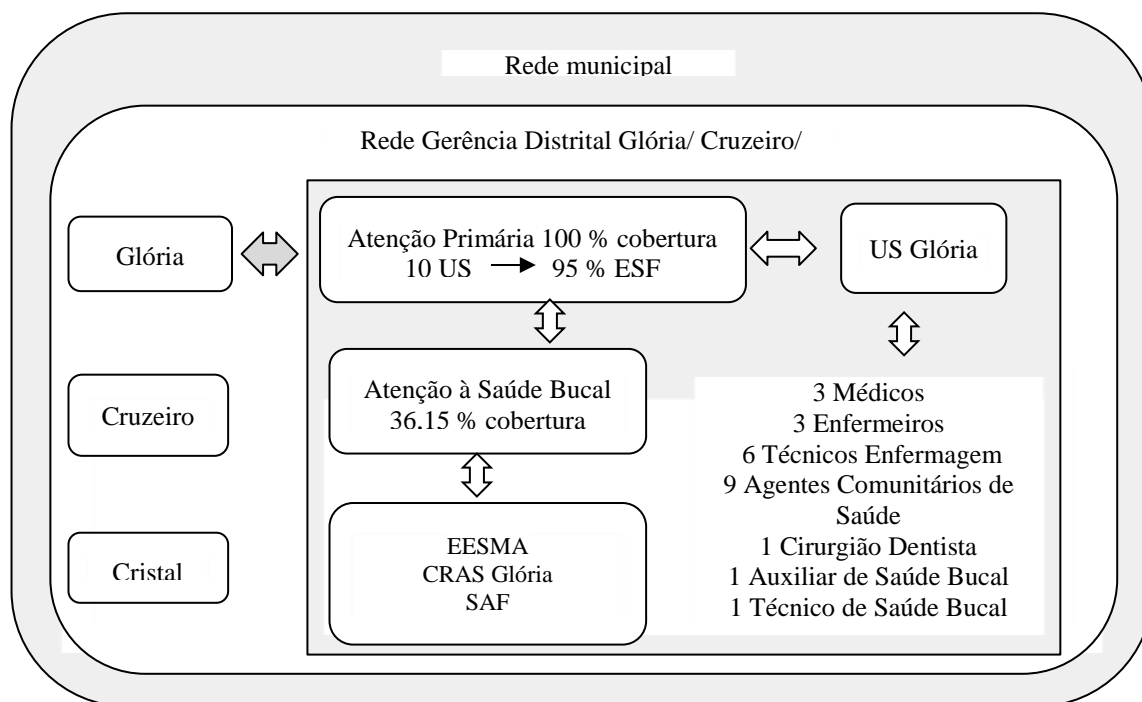 Rede municipal
Rede Gerência Distrital Glória/ Cruzeiro/
Glória
Atenção Primária 100 % cobertura
10 US → 95 % ESF
US Glória
Cruzeiro
Atenção à Saúde Bucal
36.15 % cobertura
3 Médicos
3 Enfermeiros
6 Técnicos Enfermagem
9 Agentes Comunitários de
Saúde
1 Cirurgião Dentista
1 Auxiliar de Saúde Bucal
1 Técnico de Saúde Bucal
Cristal
EESMA
CRAS Glória
SAF